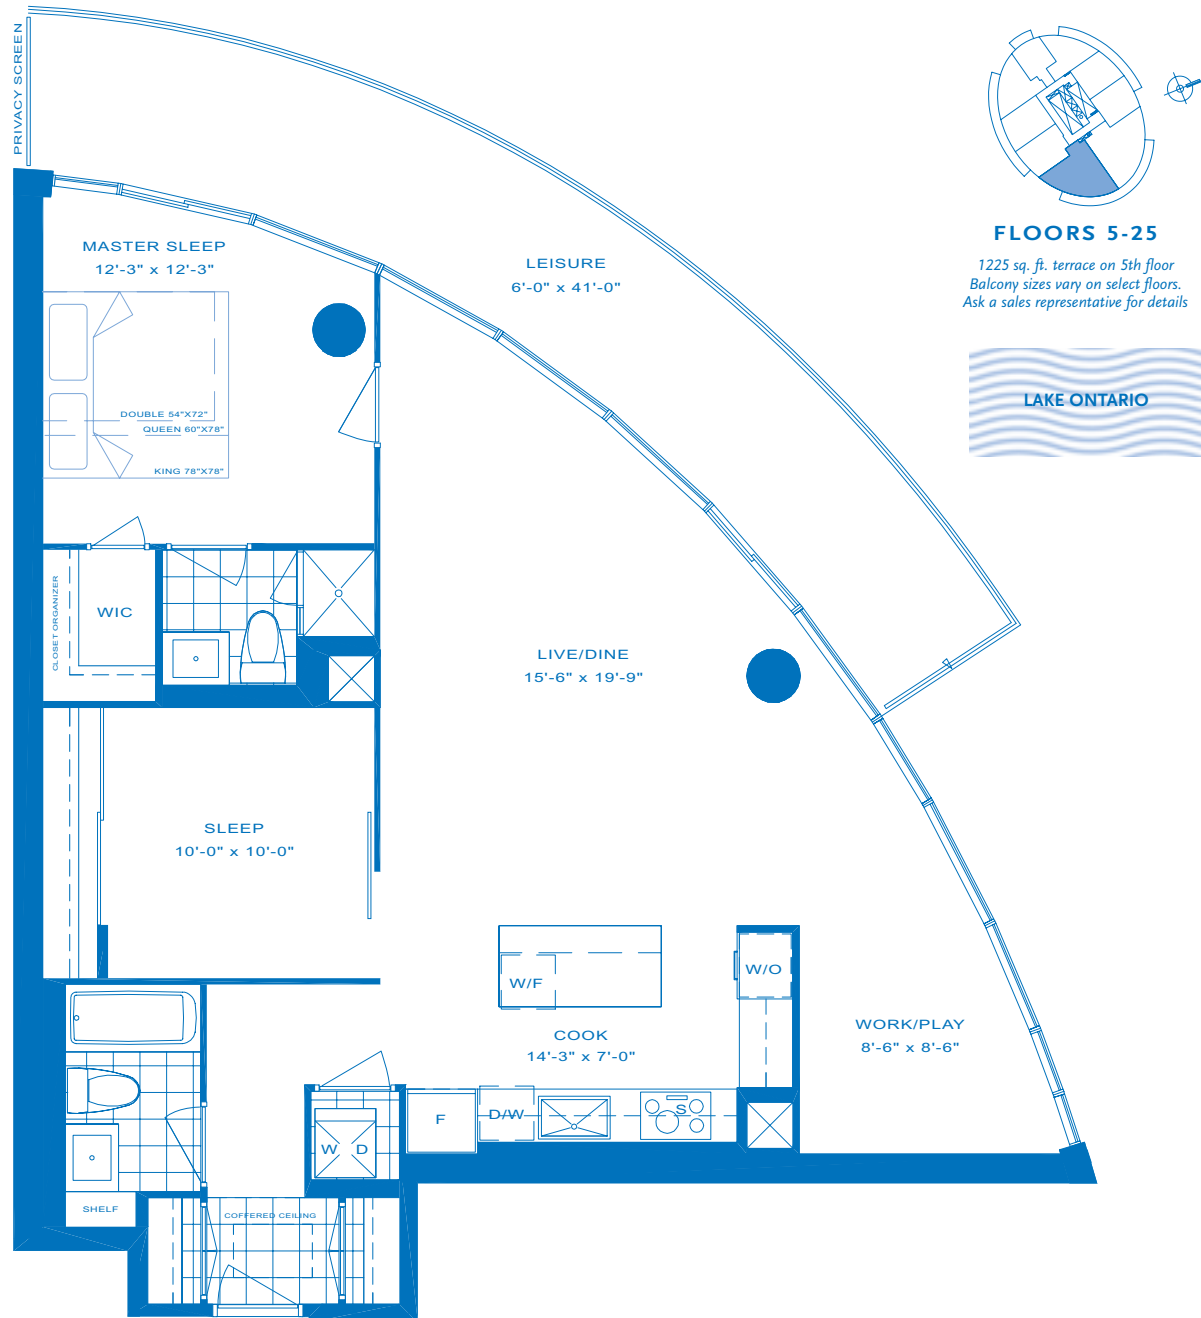 PRIVACY SCREEN
MASTER SLEEP
12'-3" x 12'-3"
LEISURE
6'-0" x 41'-0"
FLOORS 5-25
1225 sq. ft. terrace on 5th floor
Balcony sizes vary on select floors.
Ask a sales representative for details
LAKE ONTARIO
DOUBLE 54"X72"
QUEEN 60"X78"
KING 78"X78"
CLOSET ORGANIZER
WIC
LIVE/DINE
15'-6" x 19'-9"
SLEEP
10'-0" x 10'-0"
W/F
W/O
COOK
14'-3" x 7'-0"
WORK/PLAY
8'-6" x 8'-6"
F
D/W
S
W D
SHELF
COFFERED CEILING